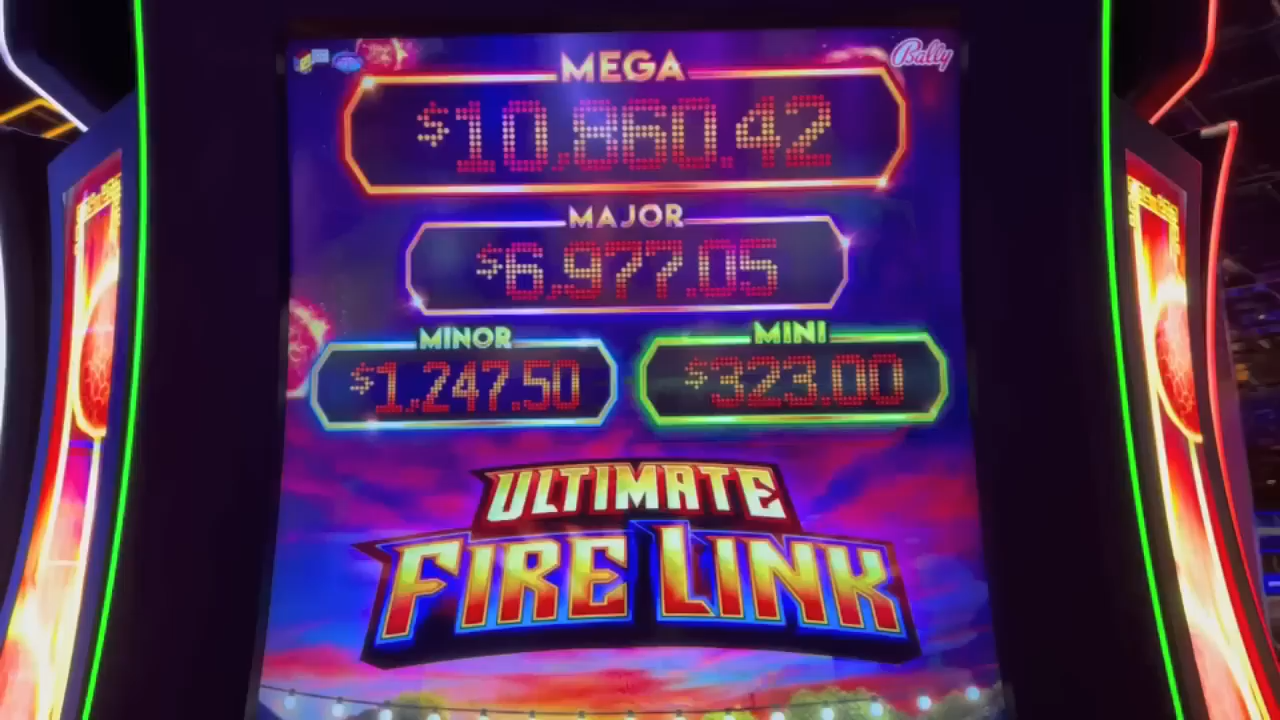 Bally
MEGA
$10,860.42
MAJOR
$6,977.05
MINOR
$1,247.50
MINI
$323.00
ULTIMATE
FIRE LINK